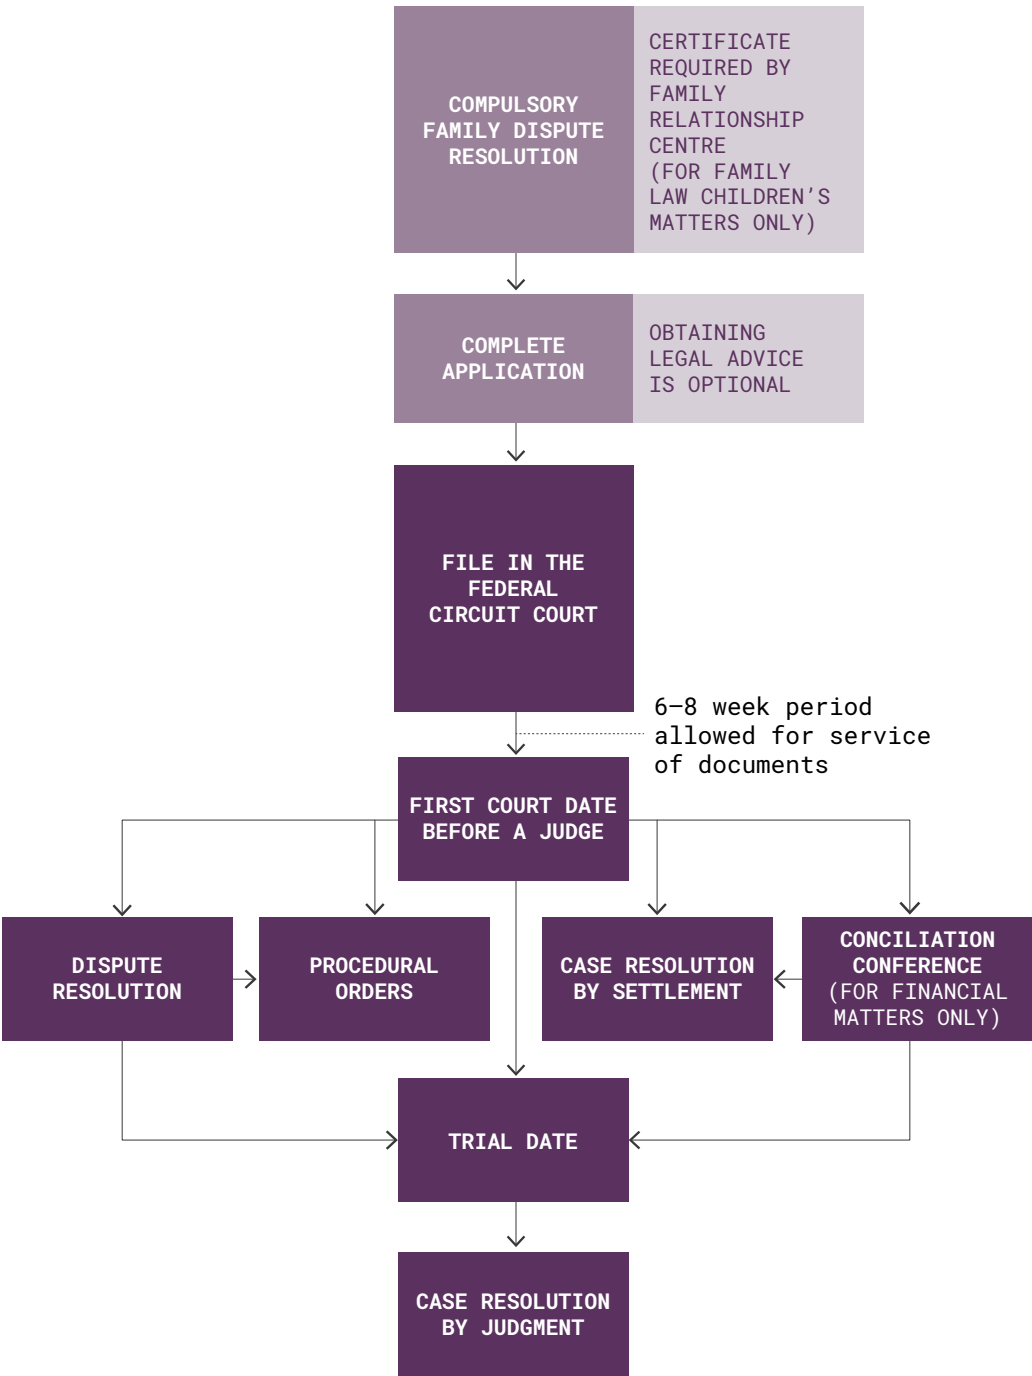 COMPULSORY
FAMILY DISPUTE
RESOLUTION
CERTIFICATE
REQUIRED BY
FAMILY
RELATIONSHIP
CENTRE
(FOR FAMILY
LAW CHILDREN’S
MATTERS ONLY)
COMPLETE
APPLICATION
OBTAINING
LEGAL ADVICE
IS OPTIONAL
FILE IN THE
FEDERAL
CIRCUIT COURT
6–8 week period
allowed for service
of documents
FIRST COURT DATE
BEFORE A JUDGE
DISPUTE
RESOLUTION
PROCEDURAL
ORDERS
CASE RESOLUTION
BY SETTLEMENT
CONCILIATION
CONFERENCE
(FOR FINANCIAL
MATTERS ONLY)
TRIAL DATE
CASE RESOLUTION
BY JUDGMENT